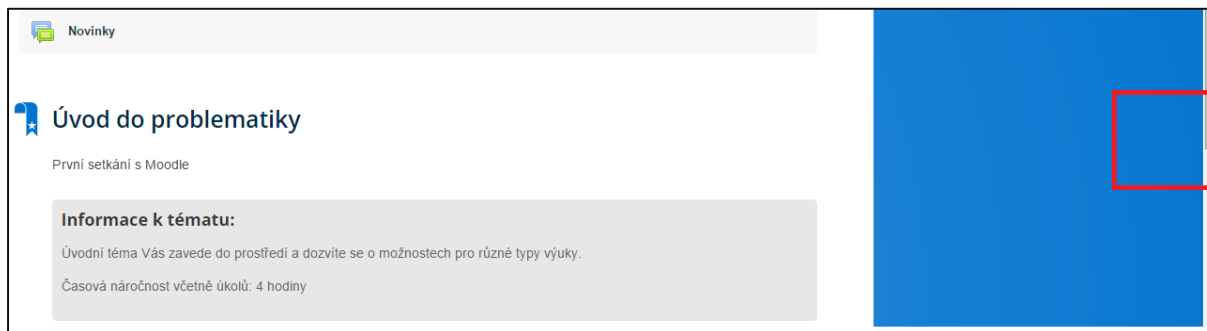 Novinky
Úvod do problematiky
První setkání s Moodle
Informace k tématu:
Úvodní téma Vás zavede do prostředí a dozvíte se o možnostech pro různé typy výuky.
Časová náročnost včetně úkolů: 4 hodiny